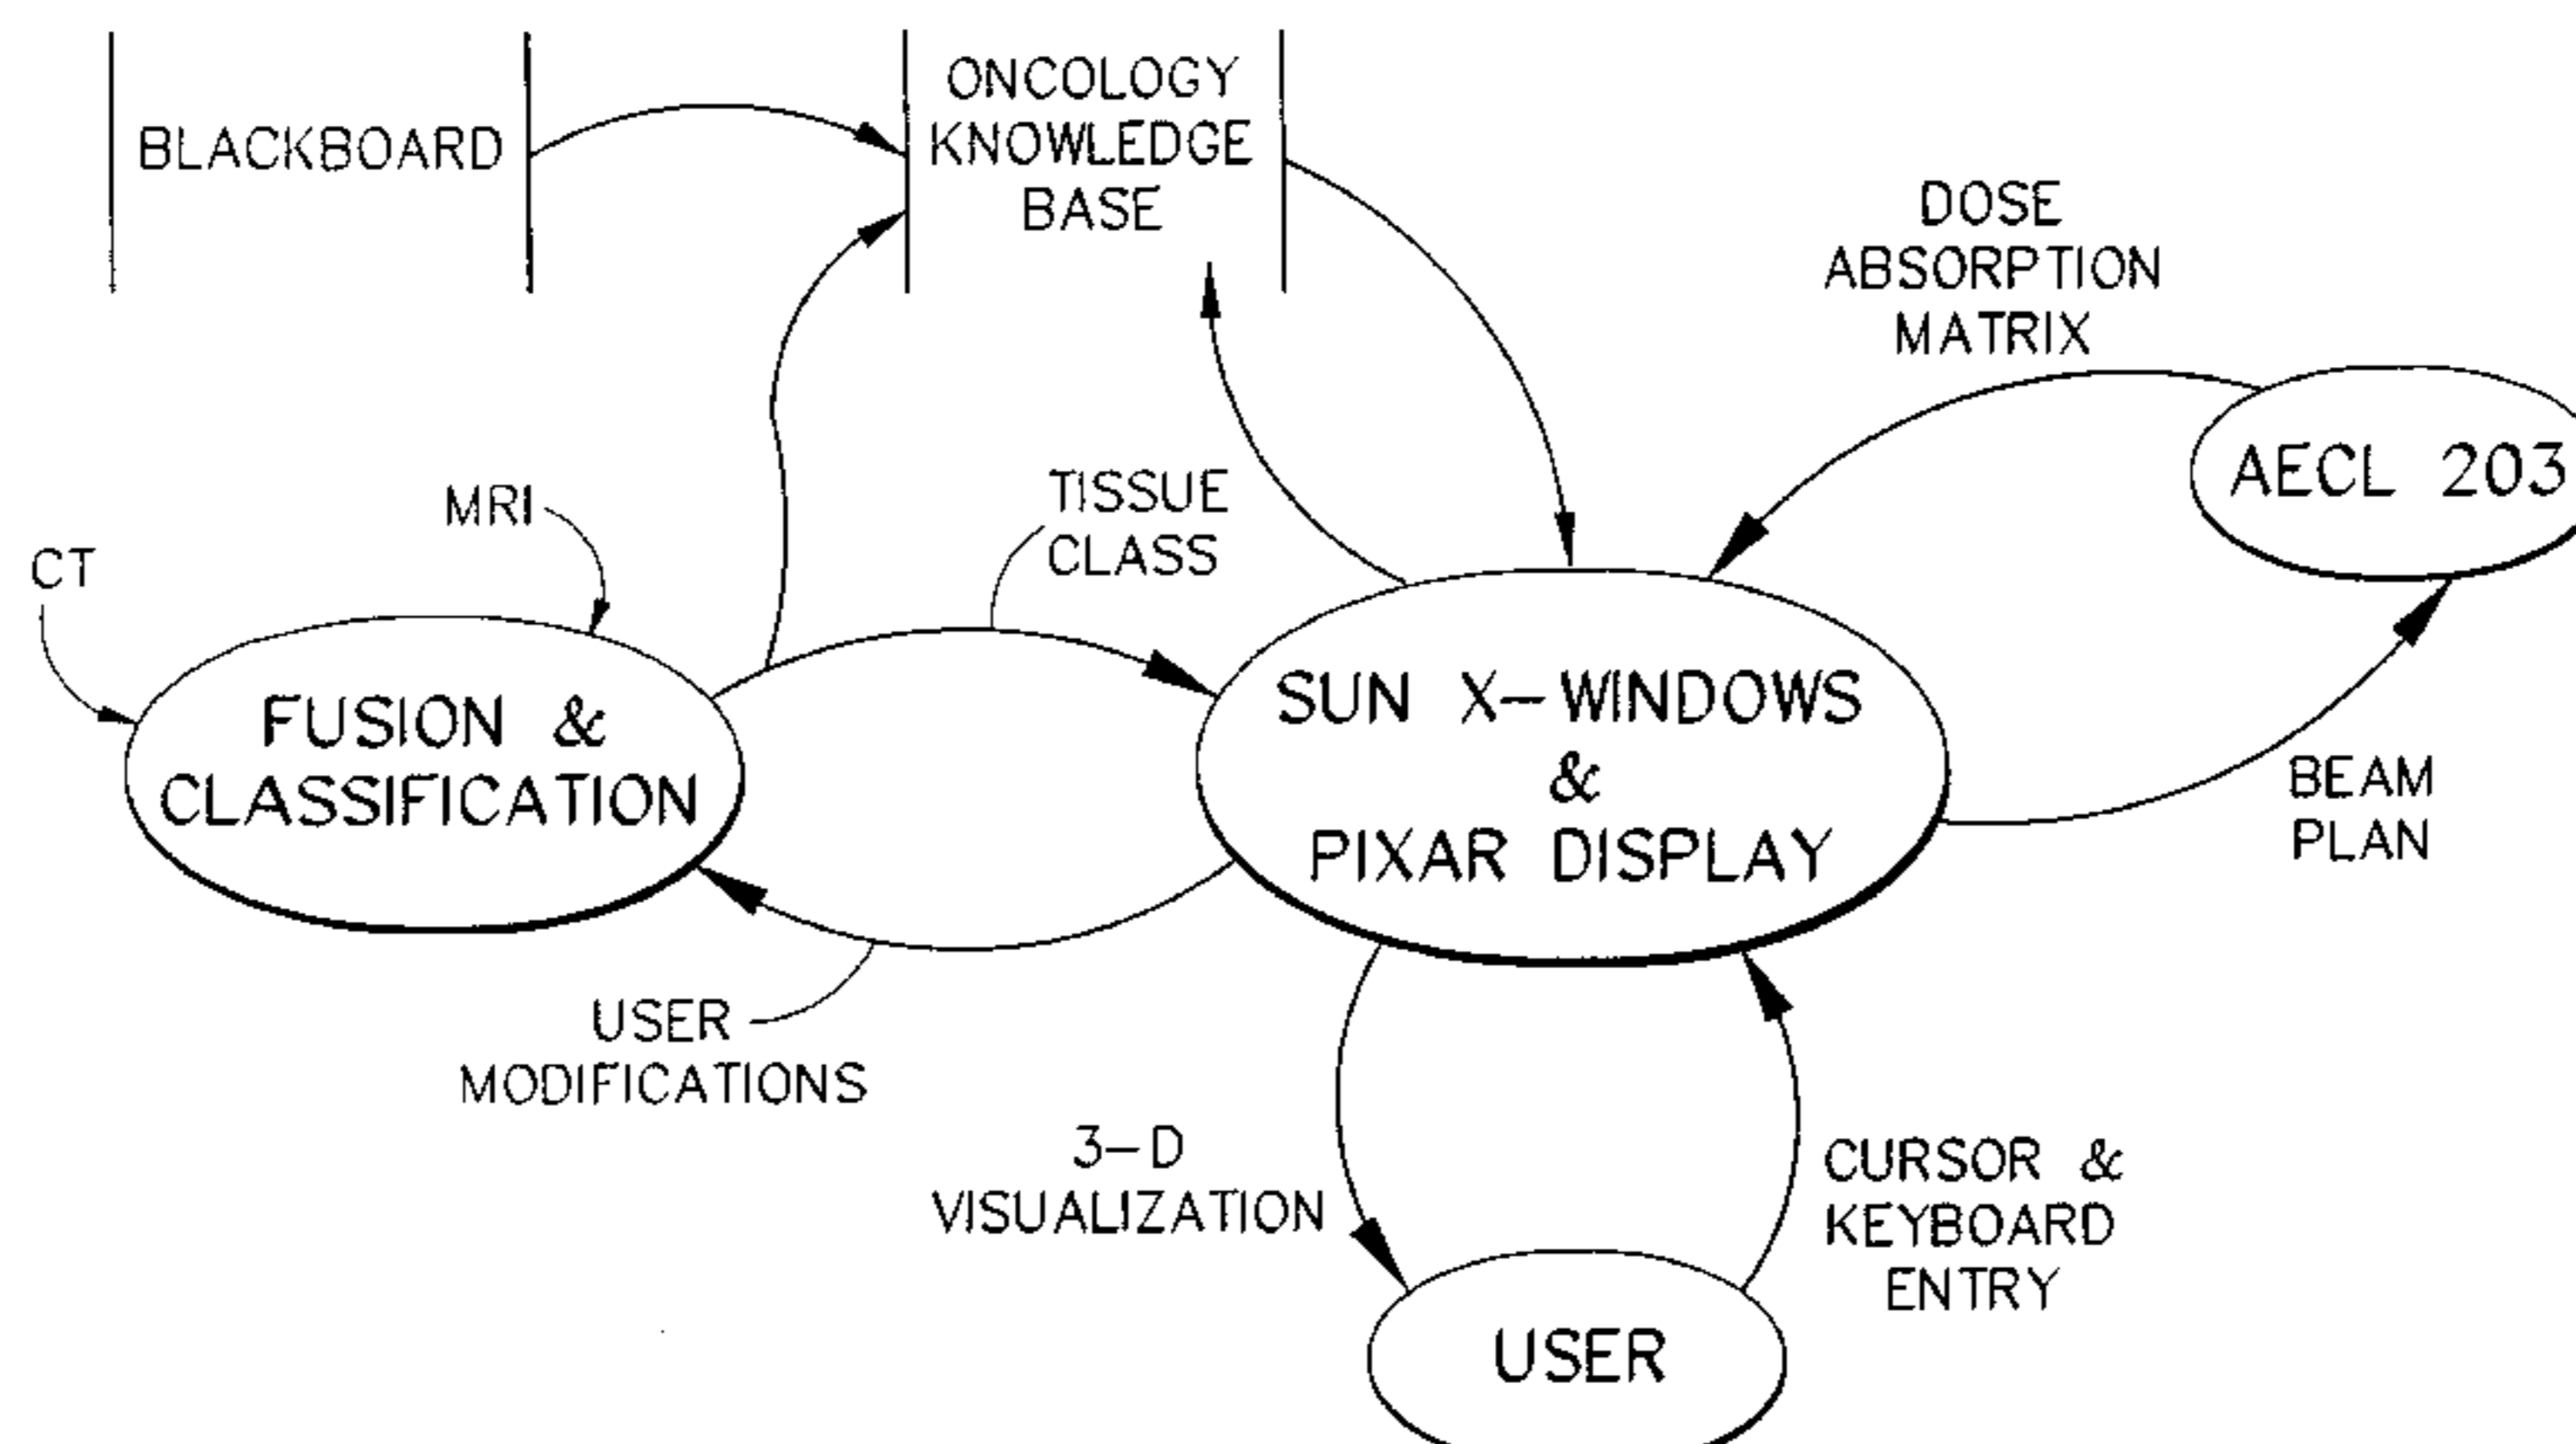 BLACKBOARD
ONCOLOGY
KNOWLEDGE
BASE
DOSE
ABSORPTION
MATRIX
AECL 203
MRI
TISSUE
CLASS
CT
FUSION &
CLASSIFICATION
SUN X-WINDOWS
&
PIXAR DISPLAY
BEAM
PLAN
USER
MODIFICATIONS
3-D
VISUALIZATION
CURSOR &
KEYBOARD
ENTRY
USER